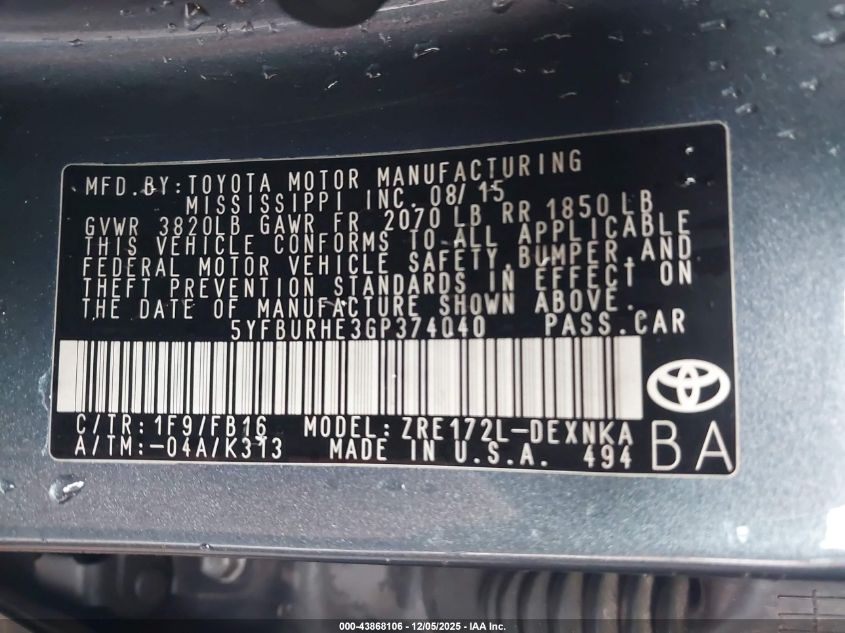 MFD. BY: TOYOTA MOTOR MANUFACTURING
MISSISSIPPI INC. 08/15
GVWR 3820LB GAWR FR 2070 LB RR 1850 LB
THIS VEHICLE CONFORMS TO ALL APPLICABLE
FEDERAL MOTOR VEHICLE SAFETY, BUMPER, AND
THEFT PREVENTION STANDARDS IN EFFECT ON
THE DATE OF MANUFACTURE SHOWN ABOVE.
5YFBURHE3GP374040 PASS. CAR
C/TR: 1F9/FB16 MODEL: ZRE172L-DEXNKA
A/TM: -04A/K313 MADE IN U.S.A. 494
BA
000-43868106 - 12/05/2025 - IAA Inc.